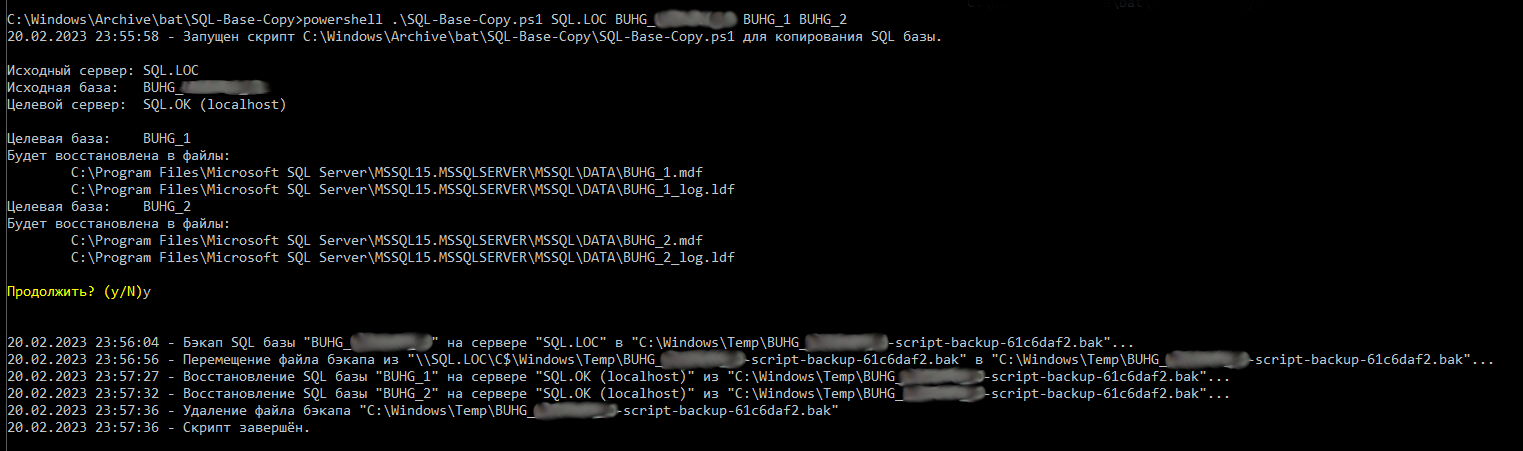 C:\Windows\Archive\bat\SQL-Base-Copy>powershell .\SQL-Base-Copy.ps1 SQL.LOC BUHG_ BUHG_1 BUHG_2
20.02.2023 23:55:58 - Запущен скрипт C:\Windows\Archive\bat\SQL-Base-Copy\SQL-Base-Copy.ps1 для копирования SQL базы.
Исходный сервер: SQL.LOC
Исходная база: BUHG_
Целевой сервер: SQL.OK (localhost)
Целевая база: BUHG_1
Будет восстановлена в файлы:
C:\Program Files\Microsoft SQL Server\MSSQL15.MSSQLSERVER\MSSQL\DATA\BUHG_1.mdf
C:\Program Files\Microsoft SQL Server\MSSQL15.MSSQLSERVER\MSSQL\DATA\BUHG_1_log.ldf
Целевая база: BUHG_2
Будет восстановлена в файлы:
C:\Program Files\Microsoft SQL Server\MSSQL15.MSSQLSERVER\MSSQL\DATA\BUHG_2.mdf
C:\Program Files\Microsoft SQL Server\MSSQL15.MSSQLSERVER\MSSQL\DATA\BUHG_2_log.ldf
Продолжить? (y/N)y
20.02.2023 23:56:04 - Бэкап SQL базы "BUHG_" на сервере "SQL.LOC" в "C:\Windows\Temp\BUHG_-script-backup-61c6daf2.bak"...
20.02.2023 23:56:56 - Перемещение файла бэкапа из "\\SQL.LOC\C$\Windows\Temp\BUHG_-script-backup-61c6daf2.bak" в "C:\Windows\Temp\BUHG_-script-backup-61c6daf2.bak"...
20.02.2023 23:57:27 - Восстановление SQL базы "BUHG_1" на сервере "SQL.OK (localhost)" из "C:\Windows\Temp\BUHG_-script-backup-61c6daf2.bak"...
20.02.2023 23:57:32 - Восстановление SQL базы "BUHG_2" на сервере "SQL.OK (localhost)" из "C:\Windows\Temp\BUHG_-script-backup-61c6daf2.bak"...
20.02.2023 23:57:36 - Удаление файла бэкапа "C:\Windows\Temp\BUHG_-script-backup-61c6daf2.bak"
20.02.2023 23:57:36 - Скрипт завершён.